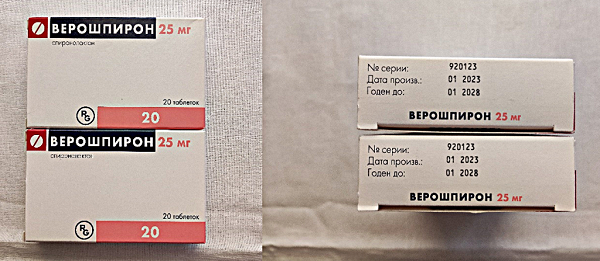 ВЕРОШПИРОН 25 мг
спиронолактон
20 таблеток
RG 20
ВЕРОШПИРОН 25 мг
спиронолактон
20 таблеток
RG 20
№ серии: 920123
Дата произв.: 01 2023
Годен до: 01 2028
ВЕРОШПИРОН 25 мг
№ серии: 920123
Дата произв.: 01 2023
Годен до: 01 2028
ВЕРОШПИРОН 25 мг